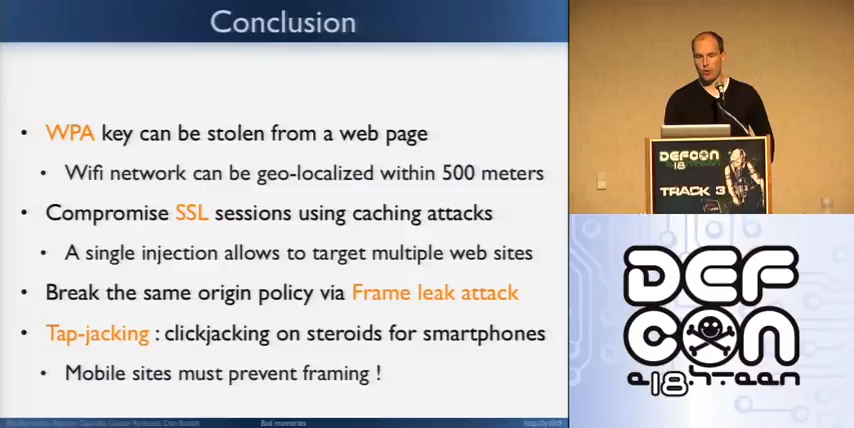 Conclusion
• WPA key can be stolen from a web page
• Wifi network can be geo-localized within 500 meters
• Compromise SSL sessions using caching attacks
• A single injection allows to target multiple web sites
• Break the same origin policy via Frame leak attack
• Tap-jacking : clickjacking on steroids for smartphones
• Mobile sites must prevent framing !
Bad memories
DEFCON
18
TRACK 3
DEF
CON
e18hteen